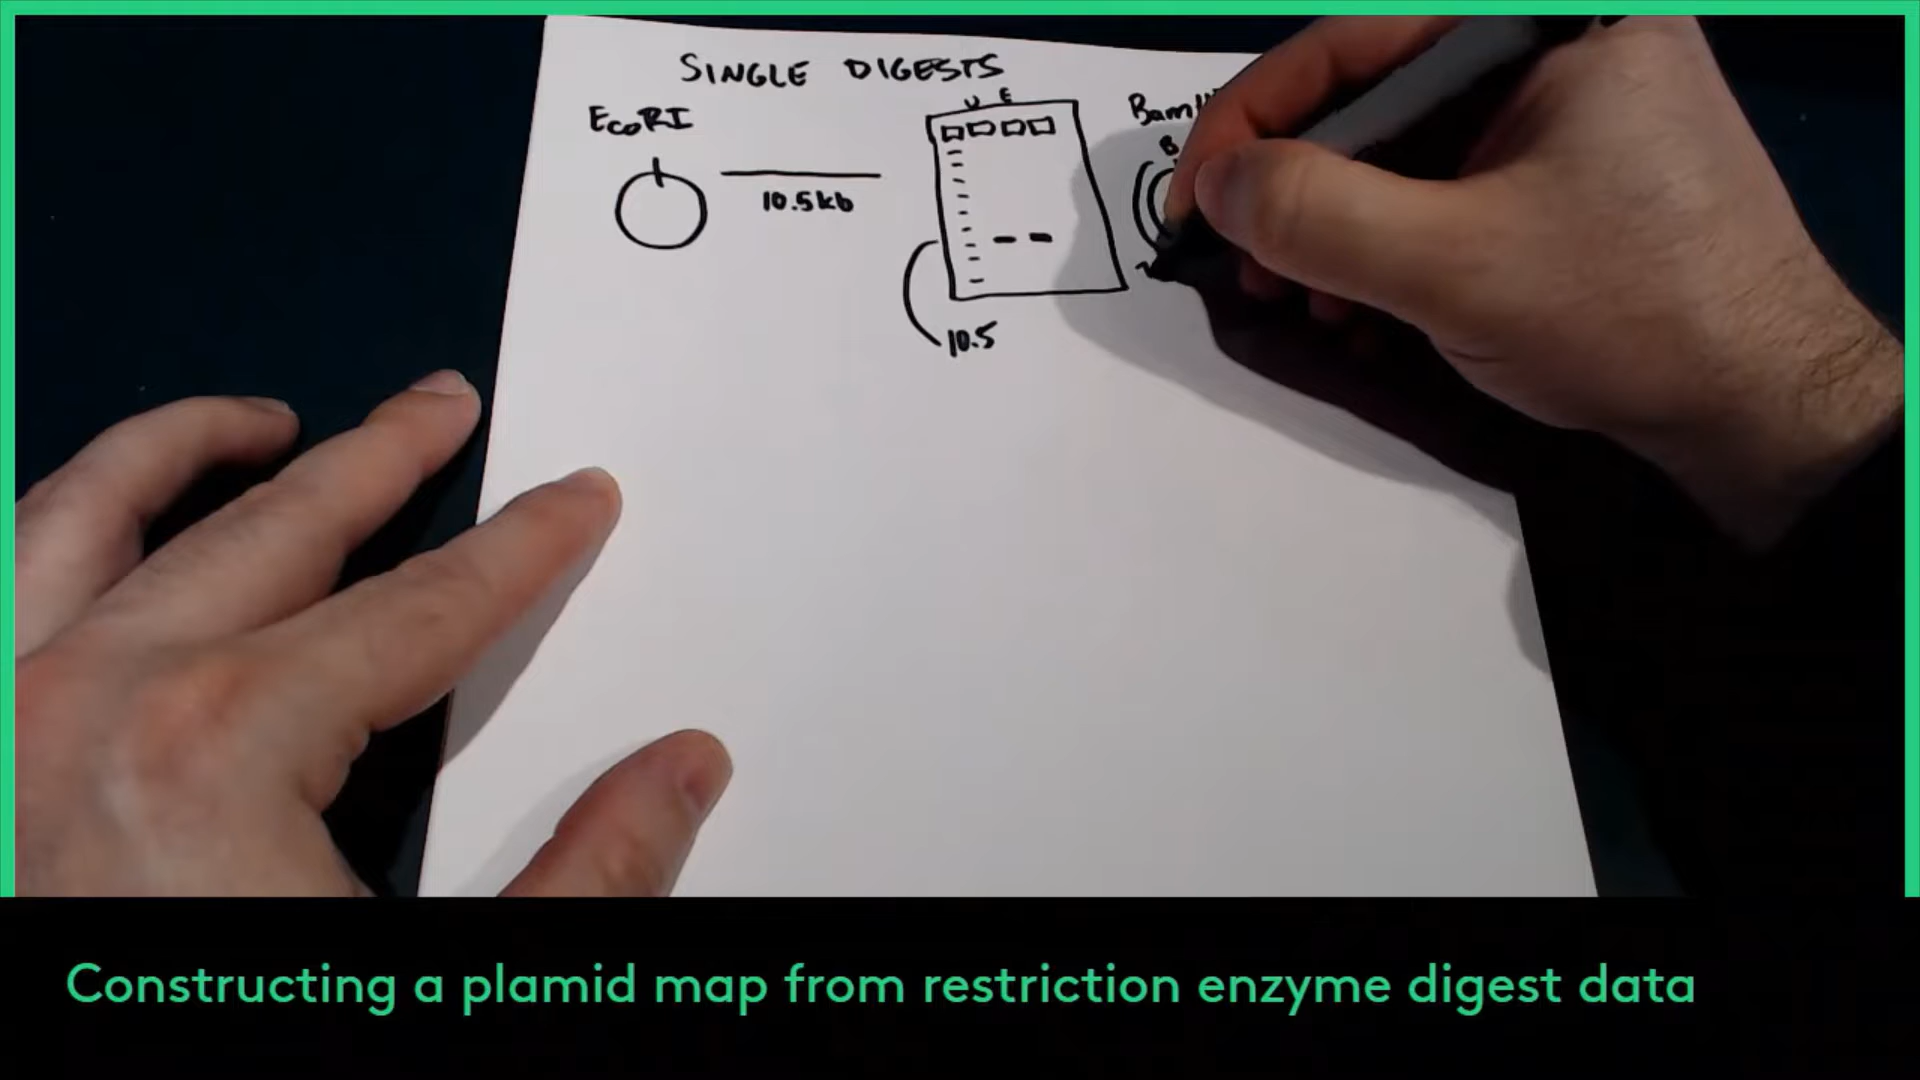 SINGLE DIGESTS
EcoRI
10.5kb
U E
10.5
B
Constructing a plamid map from restriction enzyme digest data